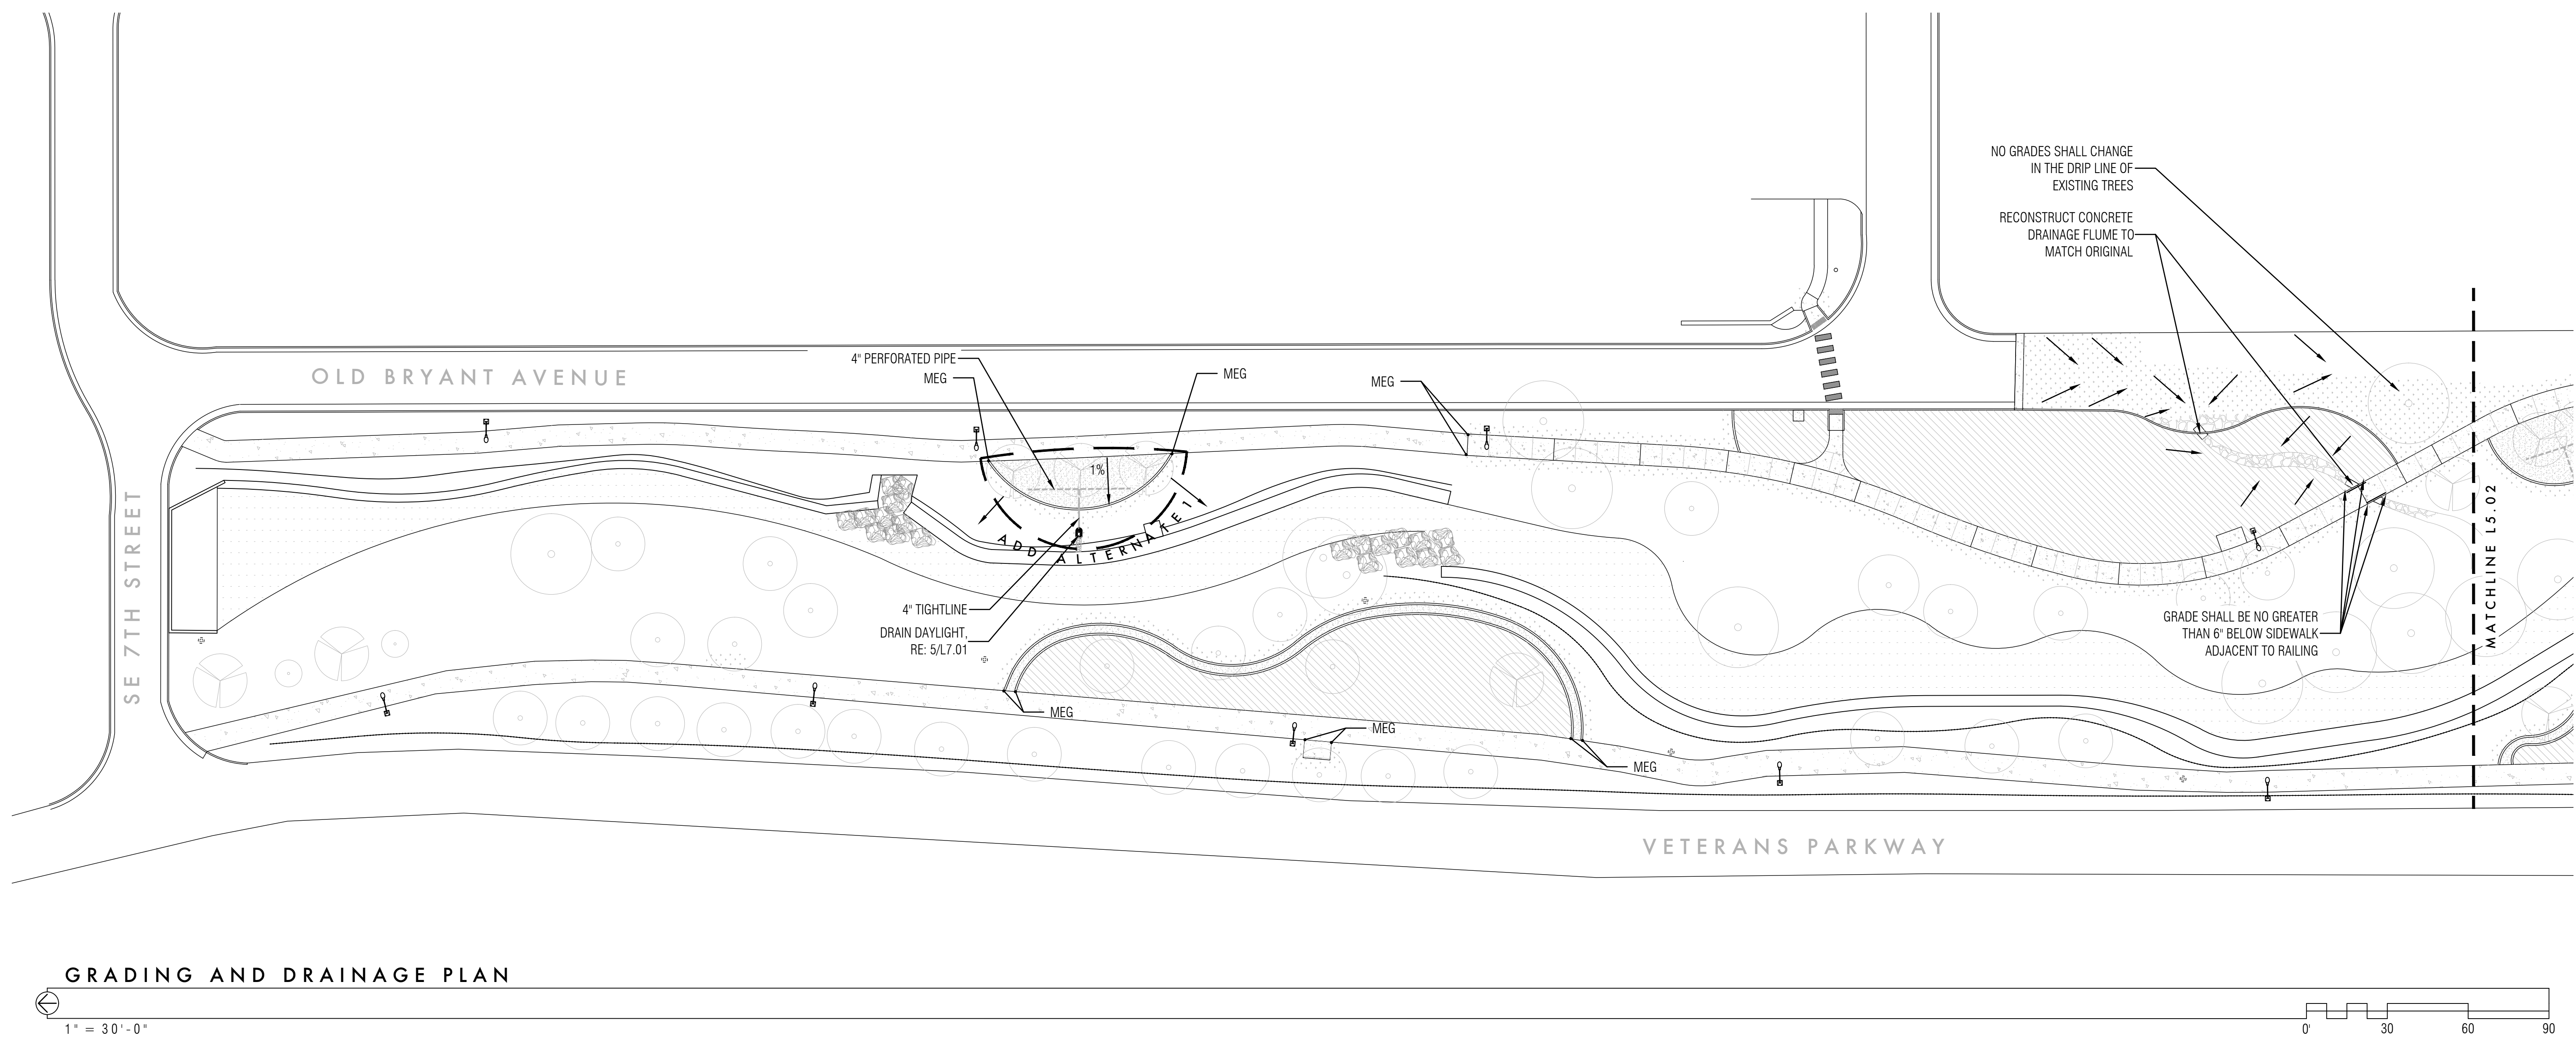 NO GRADES SHALL CHANGE
IN THE DRIP LINE OF
EXISTING TREES
RECONSTRUCT CONCRETE
DRAINAGE FLUME TO
MATCH ORIGINAL
4" PERFORATED PIPE
MEG
MEG
MEG
OLD BRYANT AVENUE
1%
ADD ALTERNATE 1
SE 7TH STREET
MATCHLINE L5.02
4" TIGHTLINE
DRAIN DAYLIGHT,
RE: 5/L7.01
GRADE SHALL BE NO GREATER
THAN 6" BELOW SIDEWALK
ADJACENT TO RAILING
MEG
MEG
MEG
VETERANS PARKWAY
GRADING AND DRAINAGE PLAN
1" = 30'-0"
0' 30 60 90